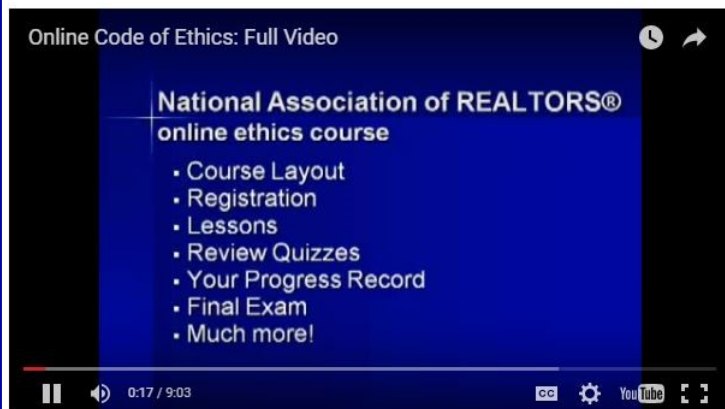 Online Code of Ethics: Full Video
National Association of REALTORS®
online ethics course
▪ Course Layout
▪ Registration
▪ Lessons
▪ Review Quizzes
▪ Your Progress Record
▪ Final Exam
▪ Much more!
0:17 / 9:03 CC YouTube